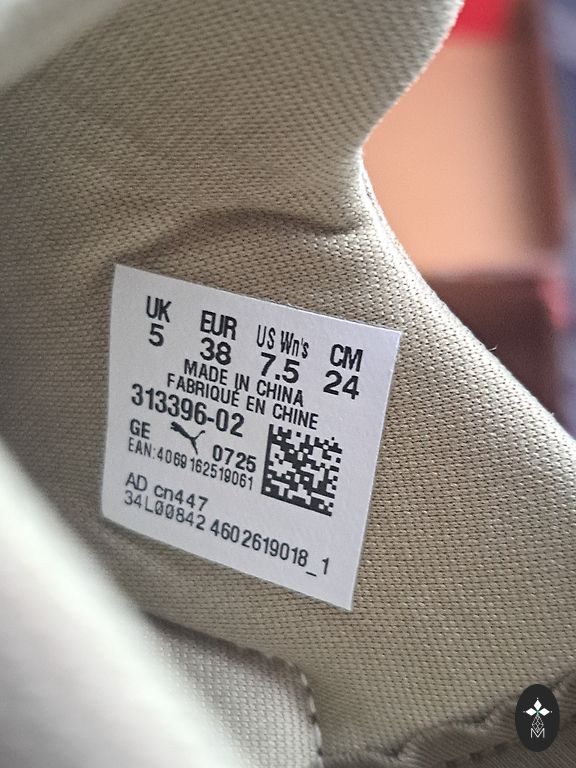 UK EUR US Wn's CM
5 38 7.5 24
MADE IN CHINA
FABRIQUÉ EN CHINE
313396-02
GE 0725
EAN:4069162519061
AD cn447
34L00842 4602619018_1
M